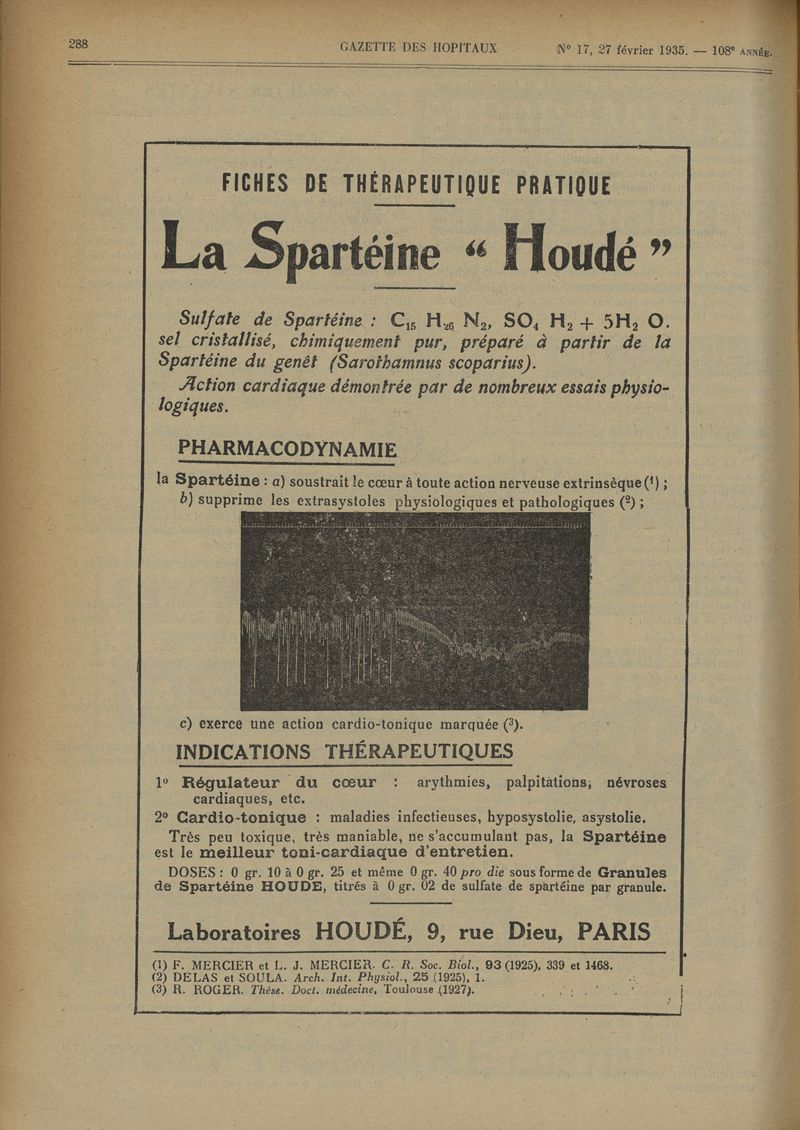 288
GAZETTE DES HOPITAUX
N° 17, 27 février 1935. — 108e ANNÉE.
FICHES DE THÉRAPEUTIQUE PRATIQUE
La Spartéine “ Houdé ”
Sulfate de Spartéine : C15 H26 N2, SO4 H2 + 5H2 O.
sel cristallisé, chimiquement pur, préparé à partir de la
Spartéine du genêt (Sarothamnus scoparius).
Action cardiaque démontrée par de nombreux essais physio-
logiques.
PHARMACODYNAMIE
la Spartéine : a) soustrait le cœur à toute action nerveuse extrinsèque (1) ;
b) supprime les extrasystoles physiologiques et pathologiques (2) ;
c) exerce une action cardio-tonique marquée (3).
INDICATIONS THÉRAPEUTIQUES
1° Régulateur du cœur : arythmies, palpitations, névroses
cardiaques, etc.
2° Cardio-tonique : maladies infectieuses, hyposystolie, asystolie.
Très peu toxique, très maniable, ne s'accumulant pas, la Spartéine
est le meilleur toni-cardiaque d'entretien.
DOSES : 0 gr. 10 à 0 gr. 25 et même 0 gr. 40 pro die sous forme de Granules
de Spartéine HOUDE, titrés à 0 gr. 02 de sulfate de spartéine par granule.
Laboratoires HOUDÉ, 9, rue Dieu, PARIS
(1) F. MERCIER et L. J. MERCIER. C. R. Soc. Biol., 93 (1925), 339 et 1468.
(2) DELAS et SOULA. Arch. Int. Physiol., 25 (1925), 1.
(3) R. ROGER. Thèse. Doct. médecine, Toulouse (1927).